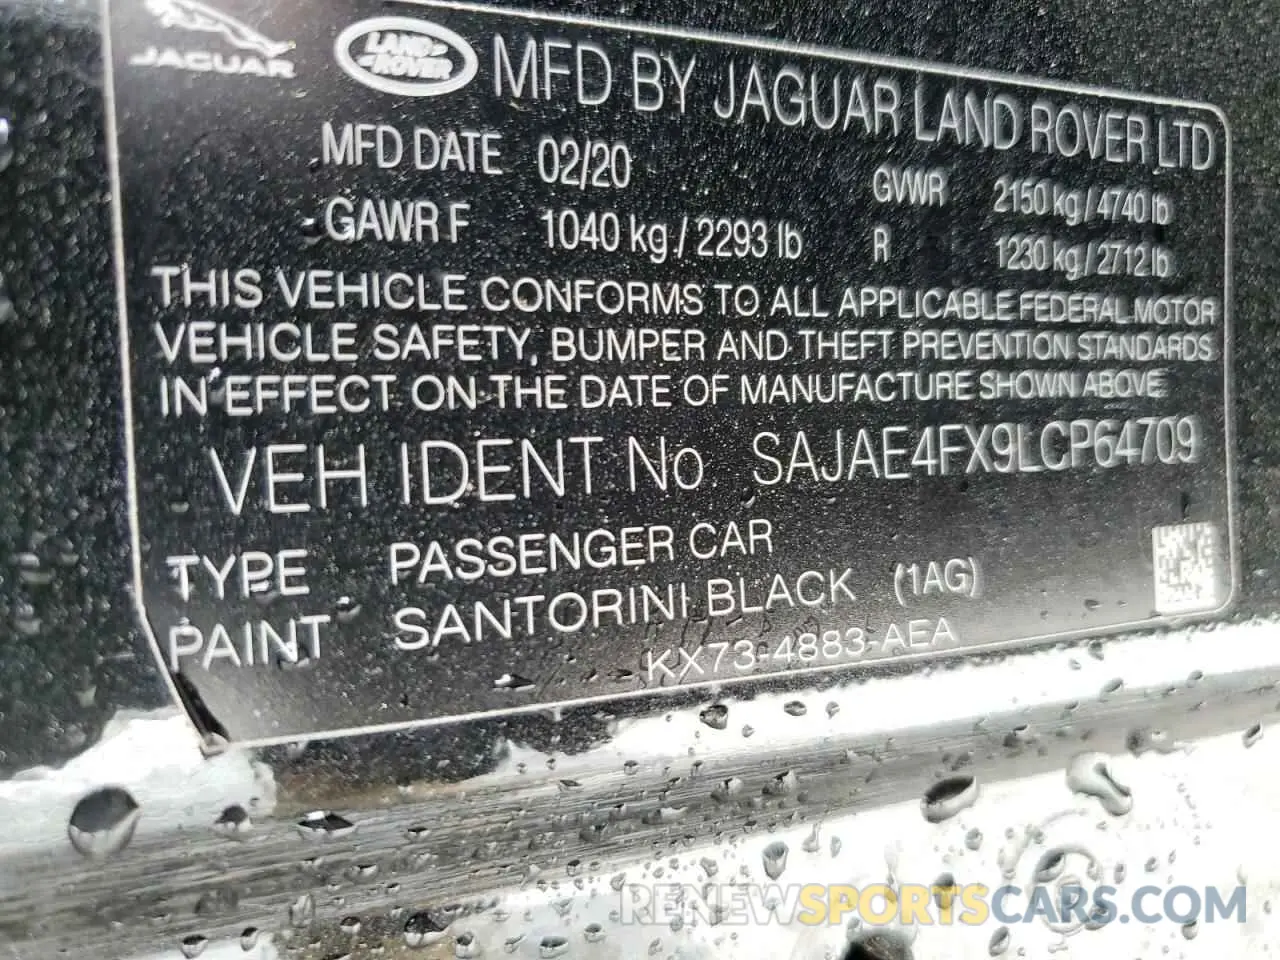 JAGUAR LAND ROVER MFD BY JAGUAR LAND ROVER LTD
MFD DATE 02/20 GVWR 2150 kg / 4740 lb
GAWR F 1040 kg / 2293 lb R 1230 kg / 2712 lb
THIS VEHICLE CONFORMS TO ALL APPLICABLE FEDERAL MOTOR
VEHICLE SAFETY, BUMPER AND THEFT PREVENTION STANDARDS
IN EFFECT ON THE DATE OF MANUFACTURE SHOWN ABOVE
VEH IDENT No SAJAE4FX9LCP64709
TYPE PASSENGER CAR
PAINT SANTORINI BLACK (1AG)
KX73-4883-AEA
RENEWSPORTSCARS.COM